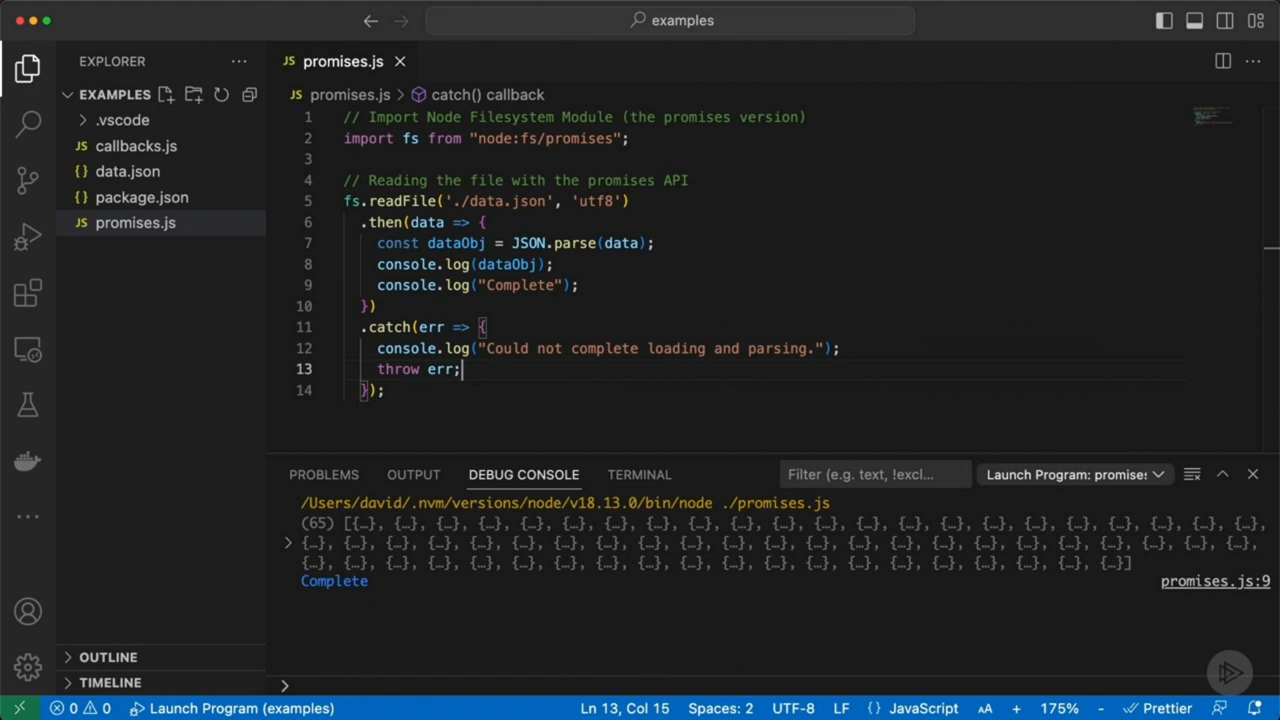 examples
EXPLORER
EXAMPLES
.vscode
JS callbacks.js
{} data.json
{} package.json
JS promises.js
OUTLINE
TIMELINE
JS promises.js
JS promises.js > catch() callback
1 // Import Node Filesystem Module (the promises version)
2 import fs from "node:fs/promises";
3
4 // Reading the file with the promises API
5 fs.readFile('./data.json', 'utf8')
6 .then(data => {
7 const dataObj = JSON.parse(data);
8 console.log(dataObj);
9 console.log("Complete");
10 })
11 .catch(err => {
12 console.log("Could not complete loading and parsing.");
13 throw err;
14 });
PROBLEMS OUTPUT DEBUG CONSOLE TERMINAL Filter (e.g. text, !excl... Launch Program: promise:
/Users/david/.nvm/versions/node/v18.13.0/bin/node ./promises.js
(65) [{…}, {…}, {…}, {…}, {…}, {…}, {…}, {…}, {…}, {…}, {…}, {…}, {…}, {…}, {…}, {…}, {…}, {…}, {…}, {…}, {…}, {…},
{…}, {…}, {…}, {…}, {…}, {…}, {…}, {…}, {…}, {…}, {…}, {…}, {…}, {…}, {…}, {…}, {…}, {…}, {…}, {…}, {…}, {…}, {…},
{…}, {…}, {…}, {…}, {…}, {…}, {…}, {…}, {…}, {…}, {…}, {…}, {…}, {…}, {…}, {…}, {…}, {…}, {…}, {…}]
Complete promises.js:9
0 0 Launch Program (examples) Ln 13, Col 15 Spaces: 2 UTF-8 LF {} JavaScript AA + 175% - Prettier